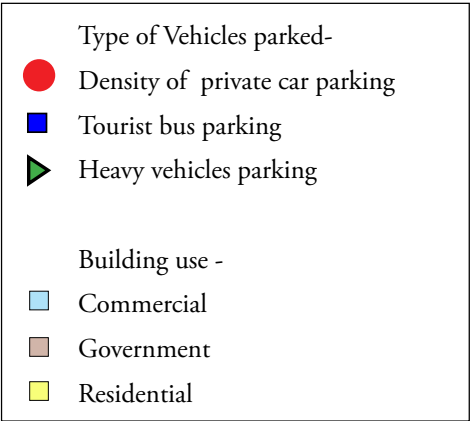 Type of Vehicles parked-
Density of private car parking
Tourist bus parking
Heavy vehicles parking
Building use -
Commercial
Government
Residential